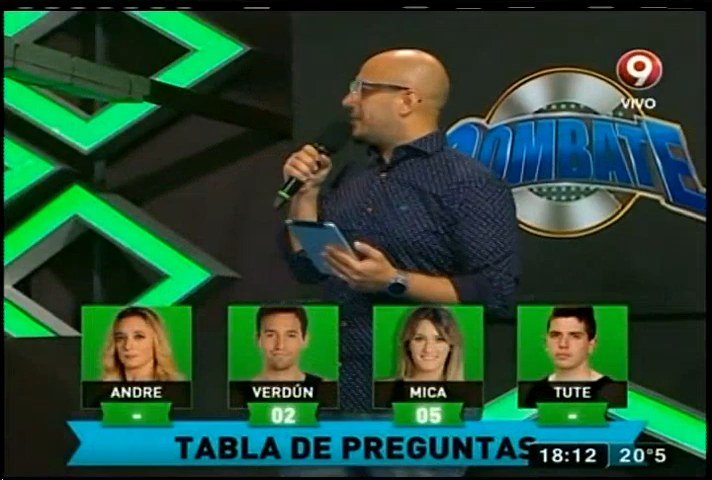 9
VIVO
COMBATE
ANDRE VERDÚN MICA TUTE
- 02 05 -
TABLA DE PREGUNTAS
18:12 20°5